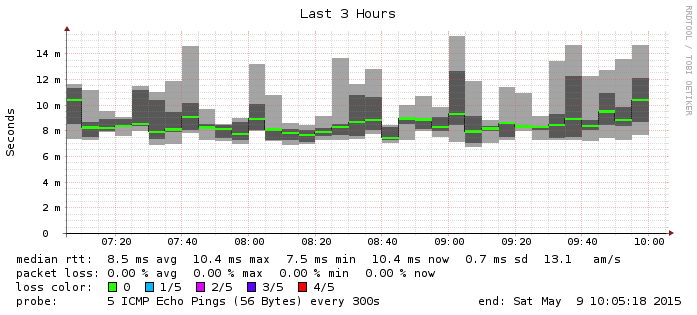 Last 3 Hours
RRDTOOL / TOBI OETIKER
Seconds
14 m
12 m
10 m
8 m
6 m
4 m
2 m
0
07:20 07:40 08:00 08:20 08:40 09:00 09:20 09:40 10:00
median rtt: 8.5 ms avg 10.4 ms max 7.5 ms min 10.4 ms now 0.7 ms sd 13.1 am/s
packet loss: 0.00 % avg 0.00 % max 0.00 % min 0.00 % now
loss color: 0 1/5 2/5 3/5 4/5
probe: 5 ICMP Echo Pings (56 Bytes) every 300s end: Sat May 9 10:05:18 2015